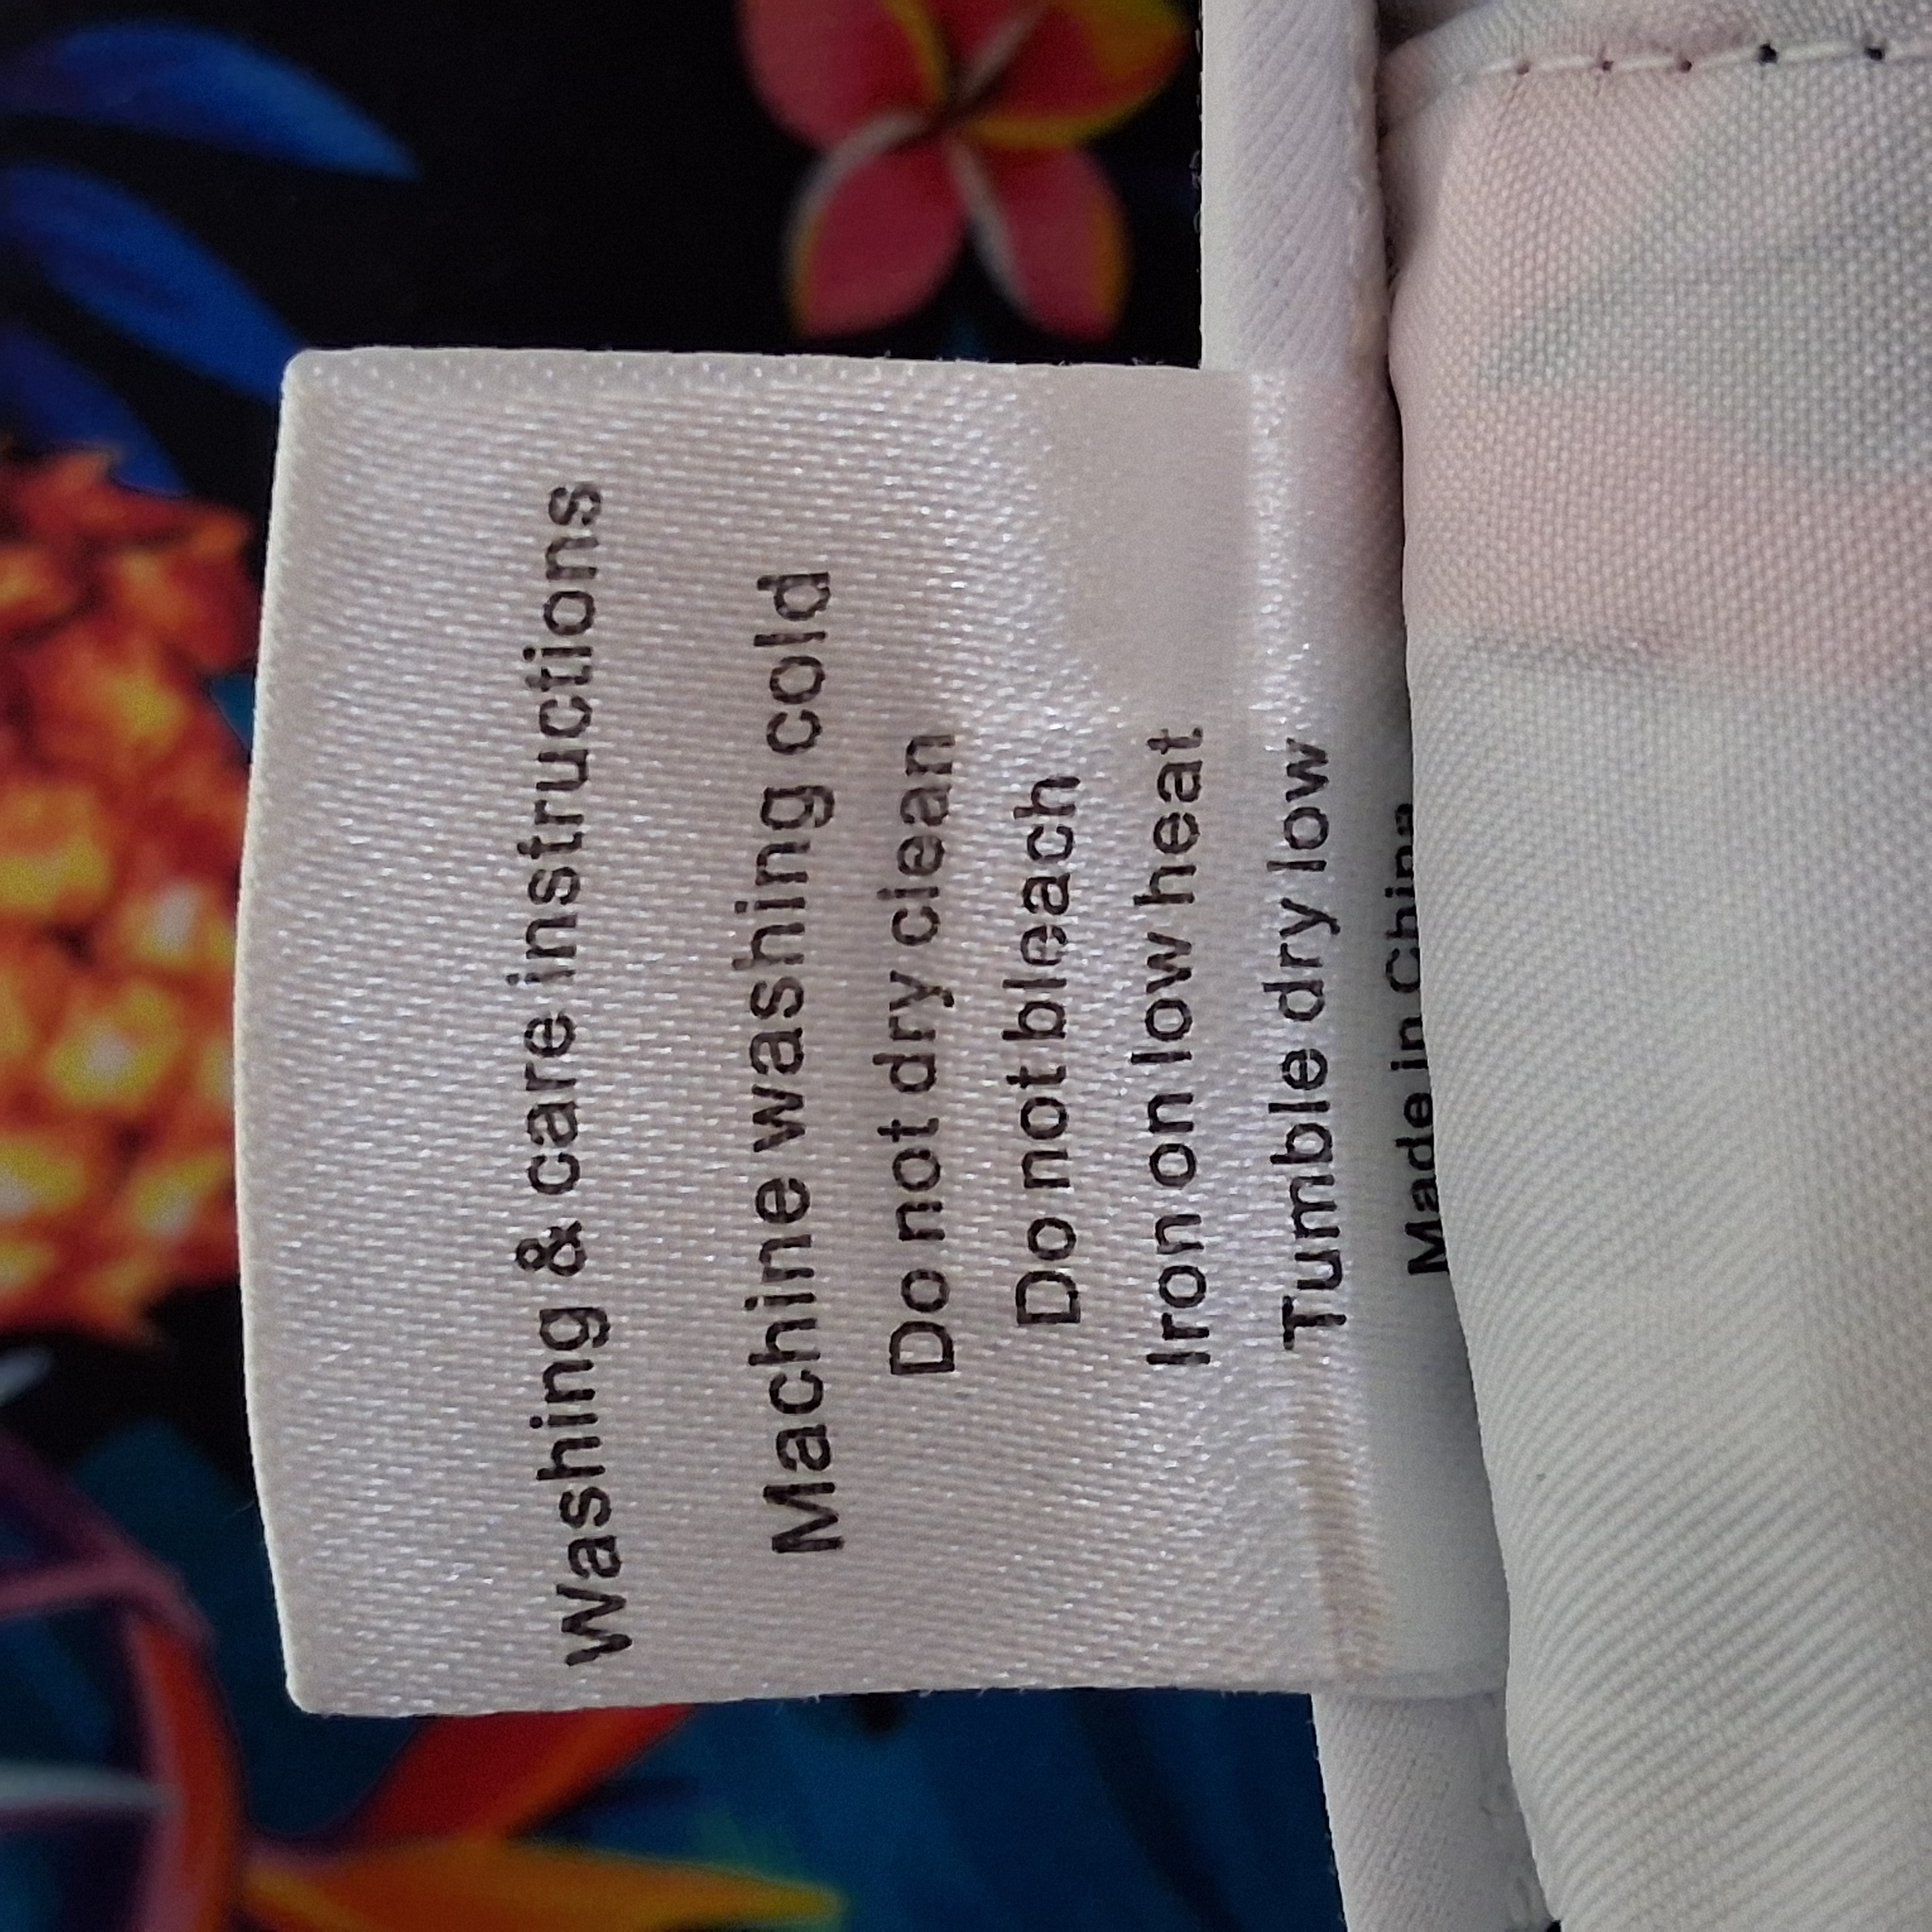 Washing & care instructions
Machine washing cold
Do not dry clean
Do not bleach
Iron on low heat
Tumble dry low
Made in China